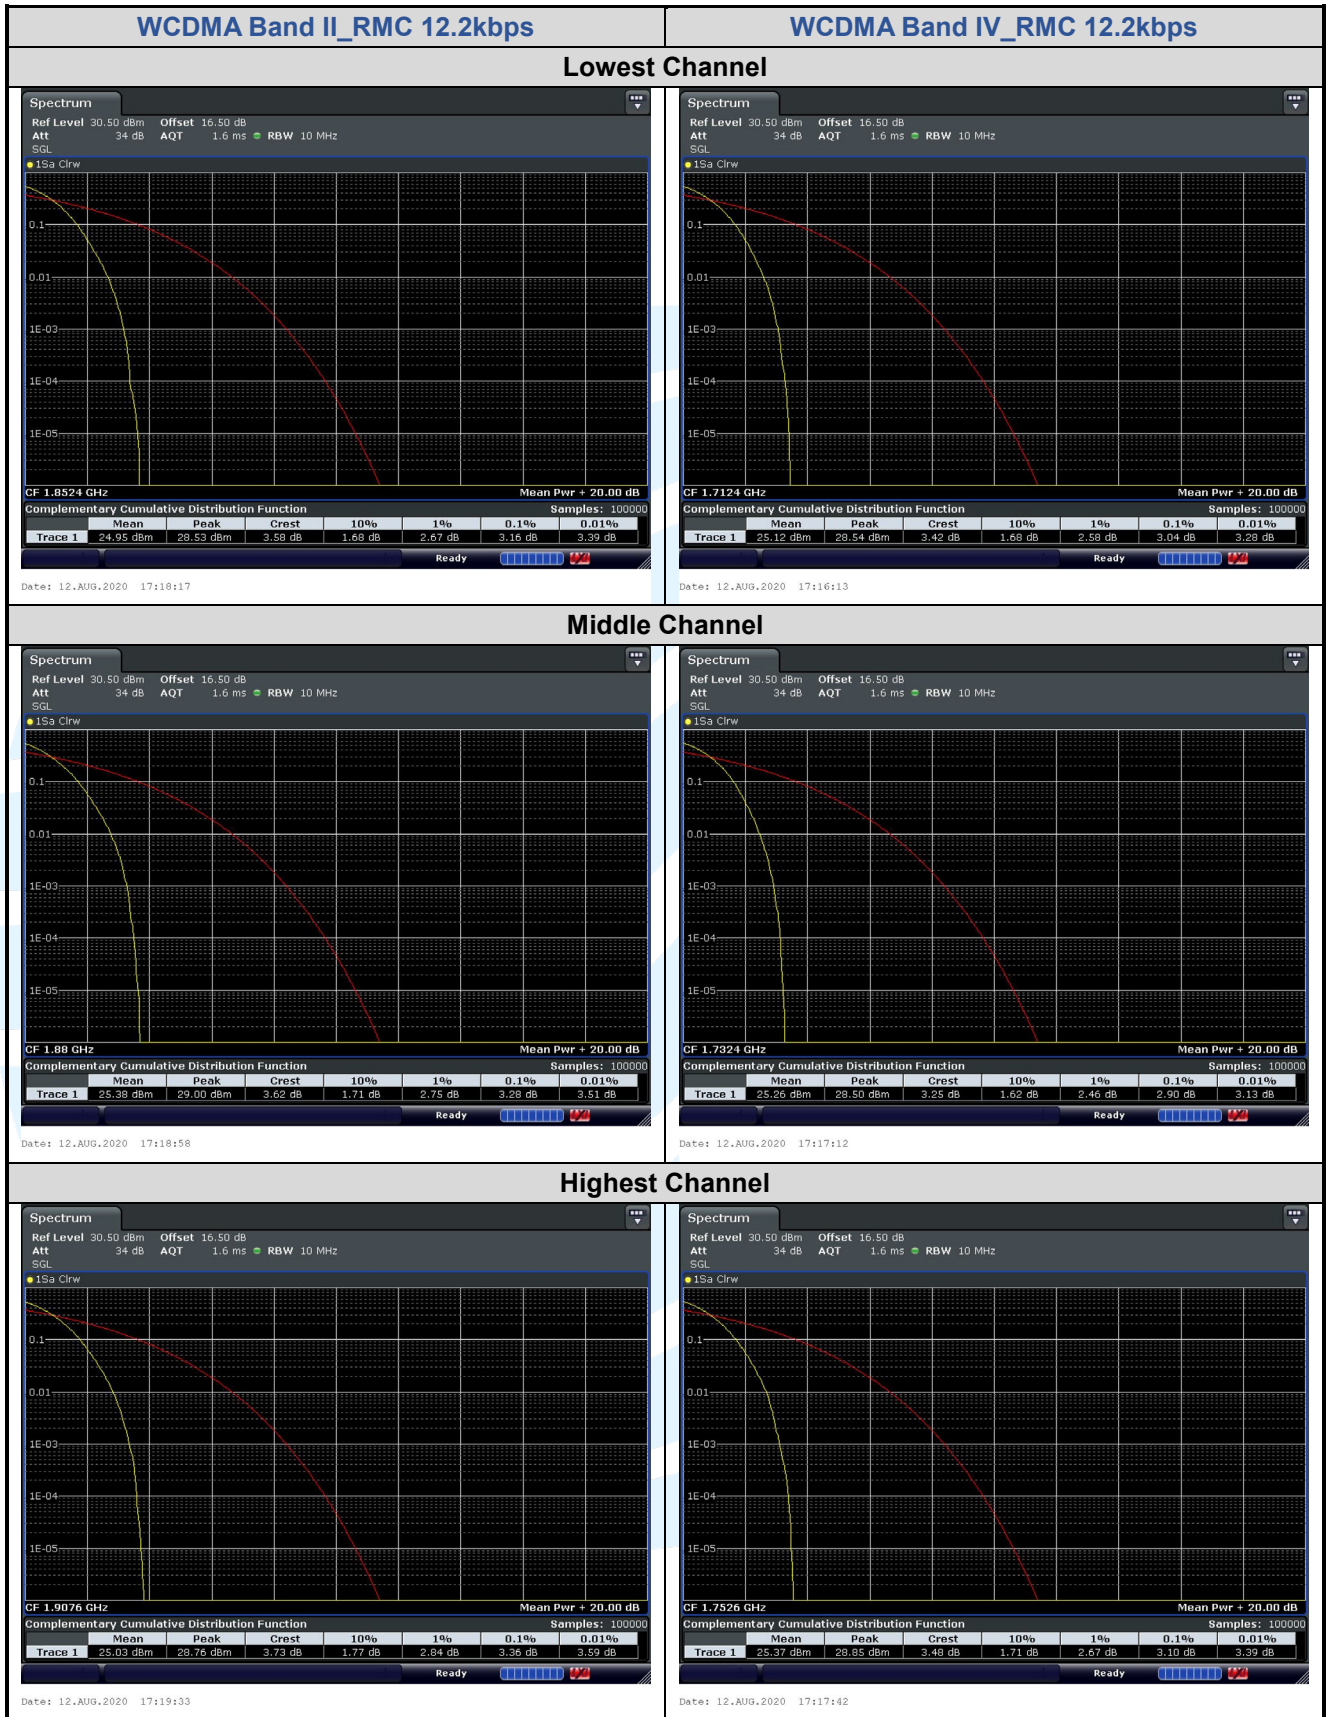 WCDMA Band II_RMC 12.2kbps WCDMA Band IV_RMC 12.2kbps
Lowest Channel
Spectrum
Ref Level 30.50 dBm Offset 16.50 dB
Att 34 dB AQT 1.6 ms RBW 10 MHz
SGL
1Sa Clrw
0.1
0.01
1E-03
1E-04
1E-05
CF 1.8524 GHz Mean Pwr + 20.00 dB
Complementary Cumulative Distribution Function Samples: 100000
Mean Peak Crest 10% 1% 0.1% 0.01%
Trace 1 24.95 dBm 28.53 dBm 3.58 dB 1.68 dB 2.67 dB 3.16 dB 3.39 dB
Ready
Date: 12.AUG.2020 17:18:17
Spectrum
Ref Level 30.50 dBm Offset 16.50 dB
Att 34 dB AQT 1.6 ms RBW 10 MHz
SGL
1Sa Clrw
0.1
0.01
1E-03
1E-04
1E-05
CF 1.7124 GHz Mean Pwr + 20.00 dB
Complementary Cumulative Distribution Function Samples: 100000
Mean Peak Crest 10% 1% 0.1% 0.01%
Trace 1 25.12 dBm 28.54 dBm 3.42 dB 1.68 dB 2.58 dB 3.04 dB 3.28 dB
Ready
Date: 12.AUG.2020 17:16:13
Middle Channel
Spectrum
Ref Level 30.50 dBm Offset 16.50 dB
Att 34 dB AQT 1.6 ms RBW 10 MHz
SGL
1Sa Clrw
0.1
0.01
1E-03
1E-04
1E-05
CF 1.88 GHz Mean Pwr + 20.00 dB
Complementary Cumulative Distribution Function Samples: 100000
Mean Peak Crest 10% 1% 0.1% 0.01%
Trace 1 25.38 dBm 29.00 dBm 3.62 dB 1.71 dB 2.75 dB 3.28 dB 3.51 dB
Ready
Date: 12.AUG.2020 17:18:58
Spectrum
Ref Level 30.50 dBm Offset 16.50 dB
Att 34 dB AQT 1.6 ms RBW 10 MHz
SGL
1Sa Clrw
0.1
0.01
1E-03
1E-04
1E-05
CF 1.7324 GHz Mean Pwr + 20.00 dB
Complementary Cumulative Distribution Function Samples: 100000
Mean Peak Crest 10% 1% 0.1% 0.01%
Trace 1 25.26 dBm 28.50 dBm 3.25 dB 1.62 dB 2.46 dB 2.90 dB 3.13 dB
Ready
Date: 12.AUG.2020 17:17:12
Highest Channel
Spectrum
Ref Level 30.50 dBm Offset 16.50 dB
Att 34 dB AQT 1.6 ms RBW 10 MHz
SGL
1Sa Clrw
0.1
0.01
1E-03
1E-04
1E-05
CF 1.9076 GHz Mean Pwr + 20.00 dB
Complementary Cumulative Distribution Function Samples: 100000
Mean Peak Crest 10% 1% 0.1% 0.01%
Trace 1 25.03 dBm 28.76 dBm 3.73 dB 1.77 dB 2.84 dB 3.36 dB 3.59 dB
Ready
Date: 12.AUG.2020 17:19:33
Spectrum
Ref Level 30.50 dBm Offset 16.50 dB
Att 34 dB AQT 1.6 ms RBW 10 MHz
SGL
1Sa Clrw
0.1
0.01
1E-03
1E-04
1E-05
CF 1.7526 GHz Mean Pwr + 20.00 dB
Complementary Cumulative Distribution Function Samples: 100000
Mean Peak Crest 10% 1% 0.1% 0.01%
Trace 1 25.37 dBm 28.85 dBm 3.48 dB 1.71 dB 2.67 dB 3.10 dB 3.39 dB
Ready
Date: 12.AUG.2020 17:17:42